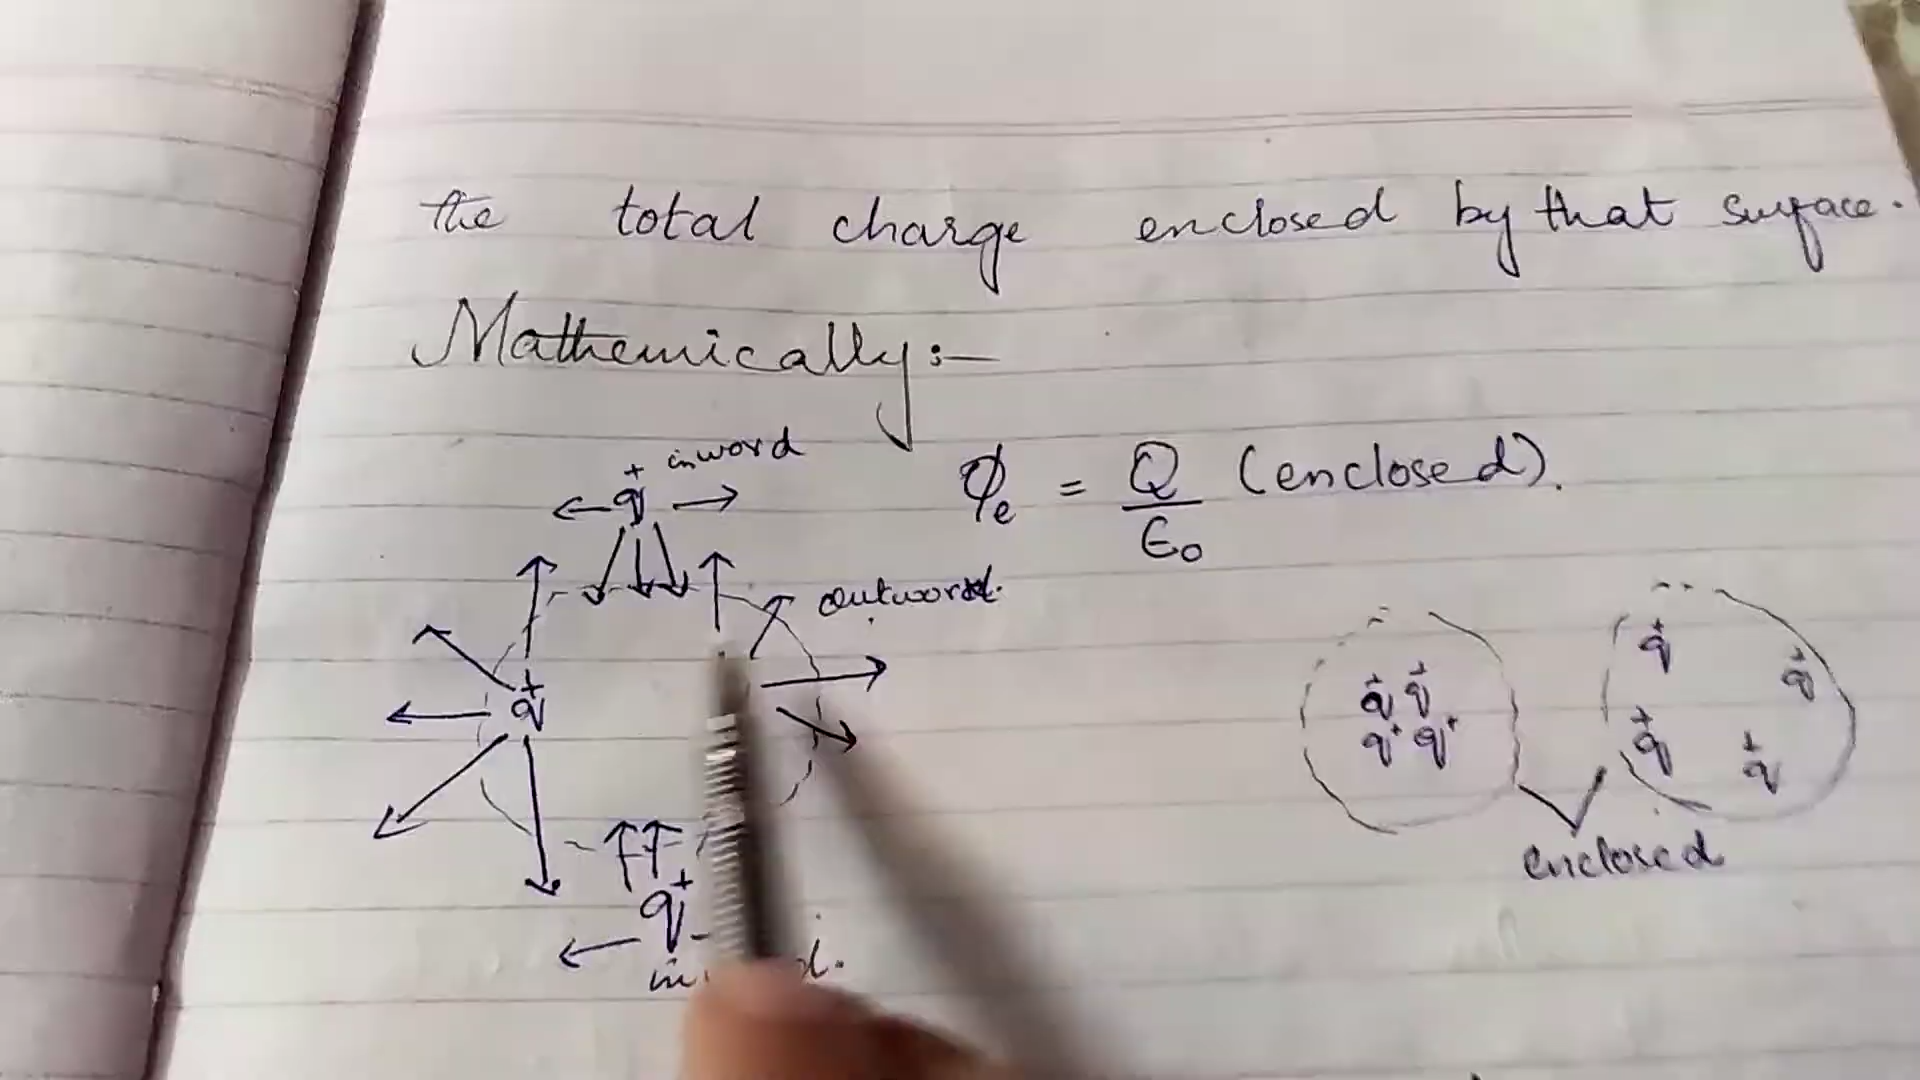 the total charge enclosed by that surface.
Mathemically:-
+ inword
q
ϕe = Q (enclosed).
ϵ0
outword.
+
q
+ + + +
q q q q
+ +
q q
+ +
q q
enclosed
+
q